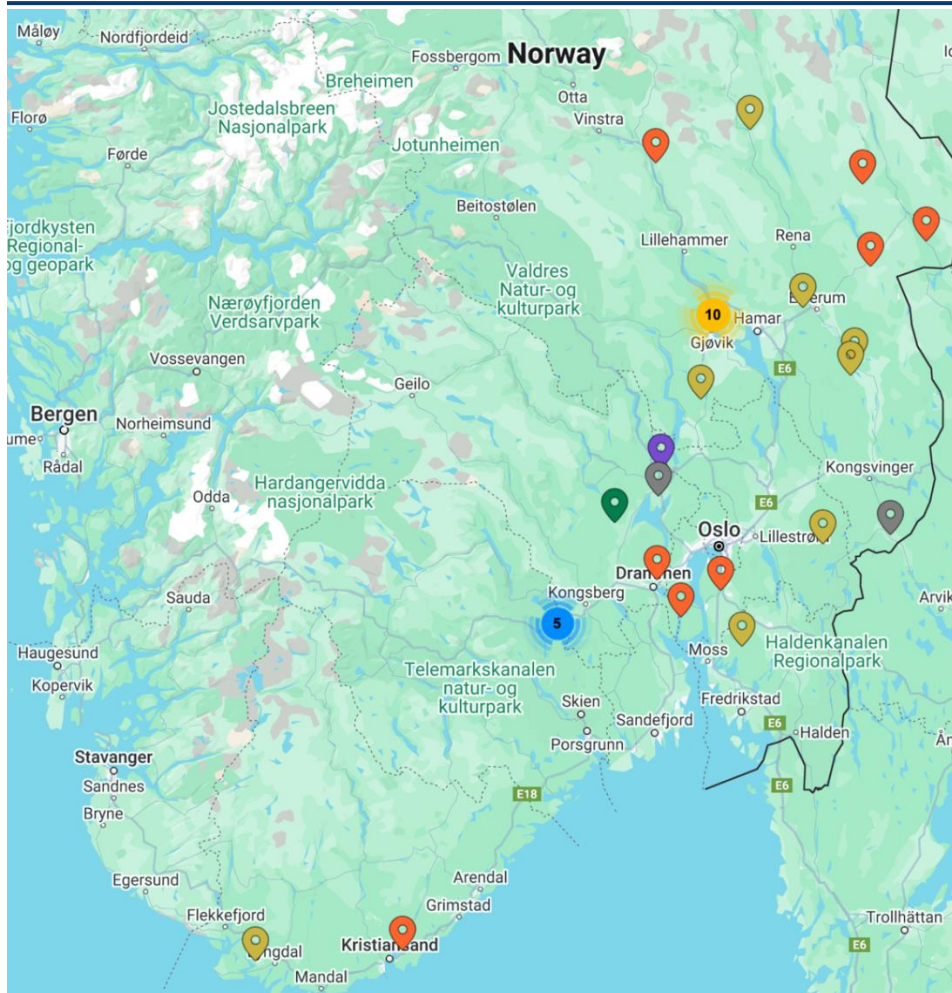 Måløy
Nordfjordeid
Fossbergom
Norway
Breheimen
Otta
Jostedalsbreen
Nasjonalpark
Vinstra
Florø
Jotunheimen
Førde
Beitostølen
Rena
Lillehammer
Regional-
og geopark
Valdres
Natur- og
kulturpark
Nærøyfjorden
Verdsarvpark
10
Hamar
Gjøvik
Vossevangen
E6
Geilo
Bergen
Norheimsund
Rådal
Hardangervidda
nasjonalpark
Kongsvinger
Odda
E6
Oslo
Kongsberg
Sauda
5
Haldenkanalen
Regionalpark
Moss
Haugesund
Telemarkskanalen
natur- og
kulturpark
Kopervik
Skien
Fredrikstad
Sandefjord
E6
Halden
Porsgrunn
Stavanger
Sandnes
E18
E6
Bryne
Egersund
Arendal
Grimstad
Flekkefjord
Trollhättan
E6
Mandal